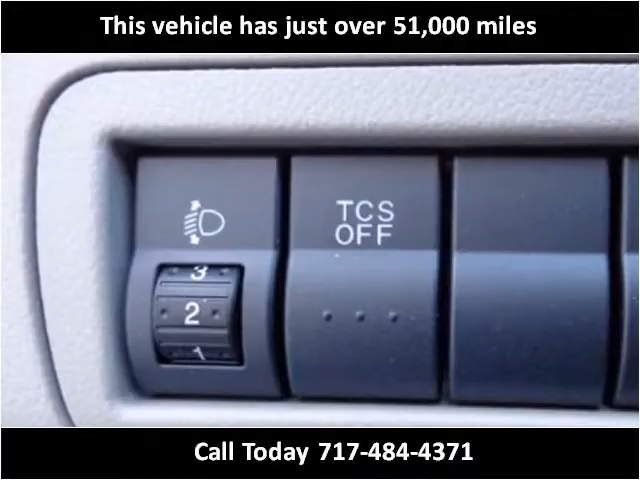 This vehicle has just over 51,000 miles
TCS
OFF
3
2
1
Call Today 717-484-4371